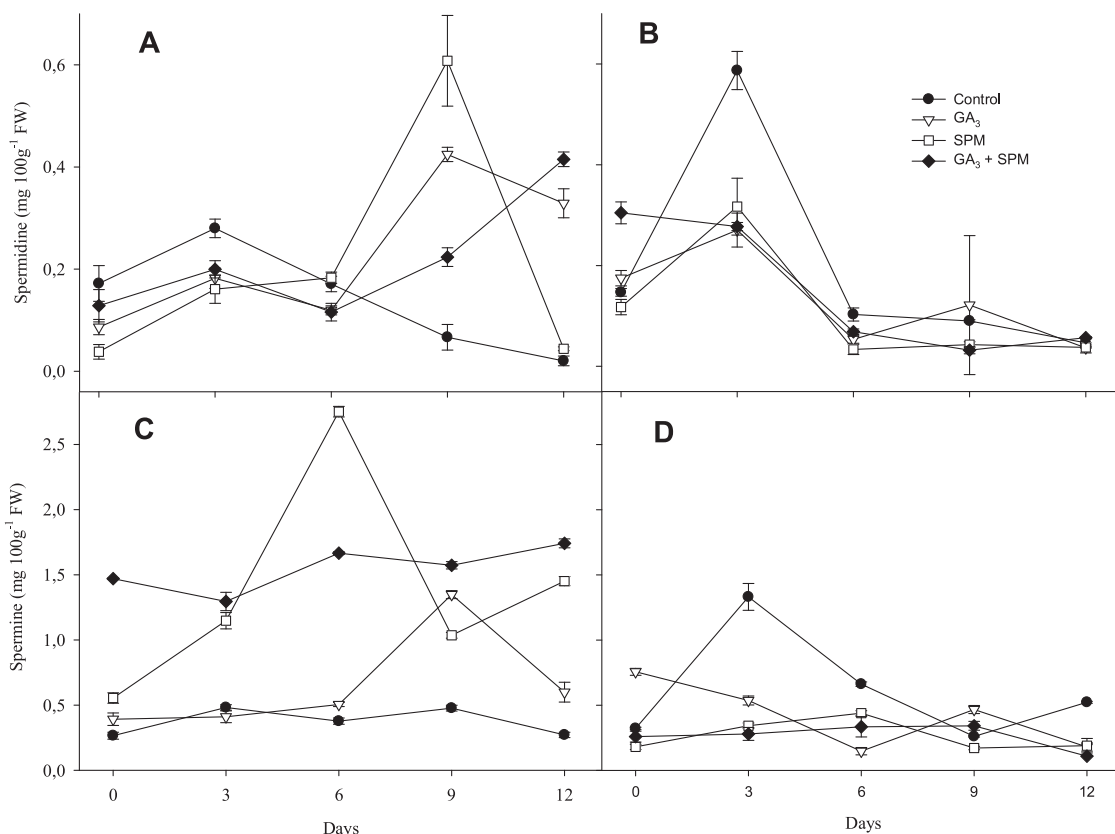 A
B
0,6
0,4
0,2
0,0
Spermidine (mg 100g⁻¹ FW)
Control
GA₃
SPM
GA₃ + SPM
C
D
2,5
2,0
1,5
1,0
0,5
0,0
Spermine (mg 100g⁻¹ FW)
0 3 6 9 12
Days
0 3 6 9 12
Days